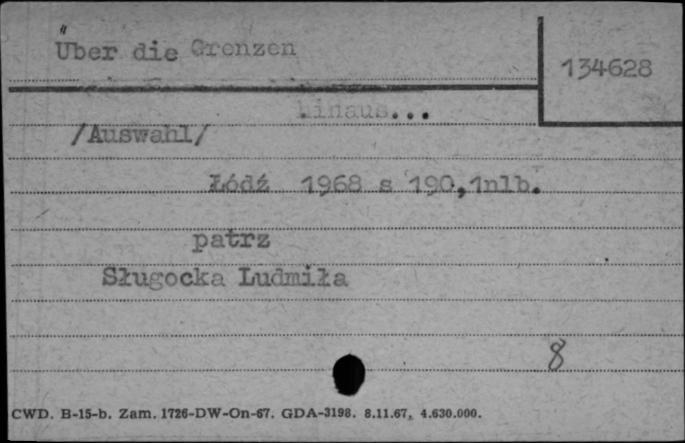 Über die Grenzen
134628
hinaus...
/Auswahl/
Łódź 1968 s 190,1nlb.
patrz
Sługocka Ludmiła
8
CWD. B-15-b. Zam. 1726-DW-On-67. GDA-3198. 8.11.67, 4.630.000.